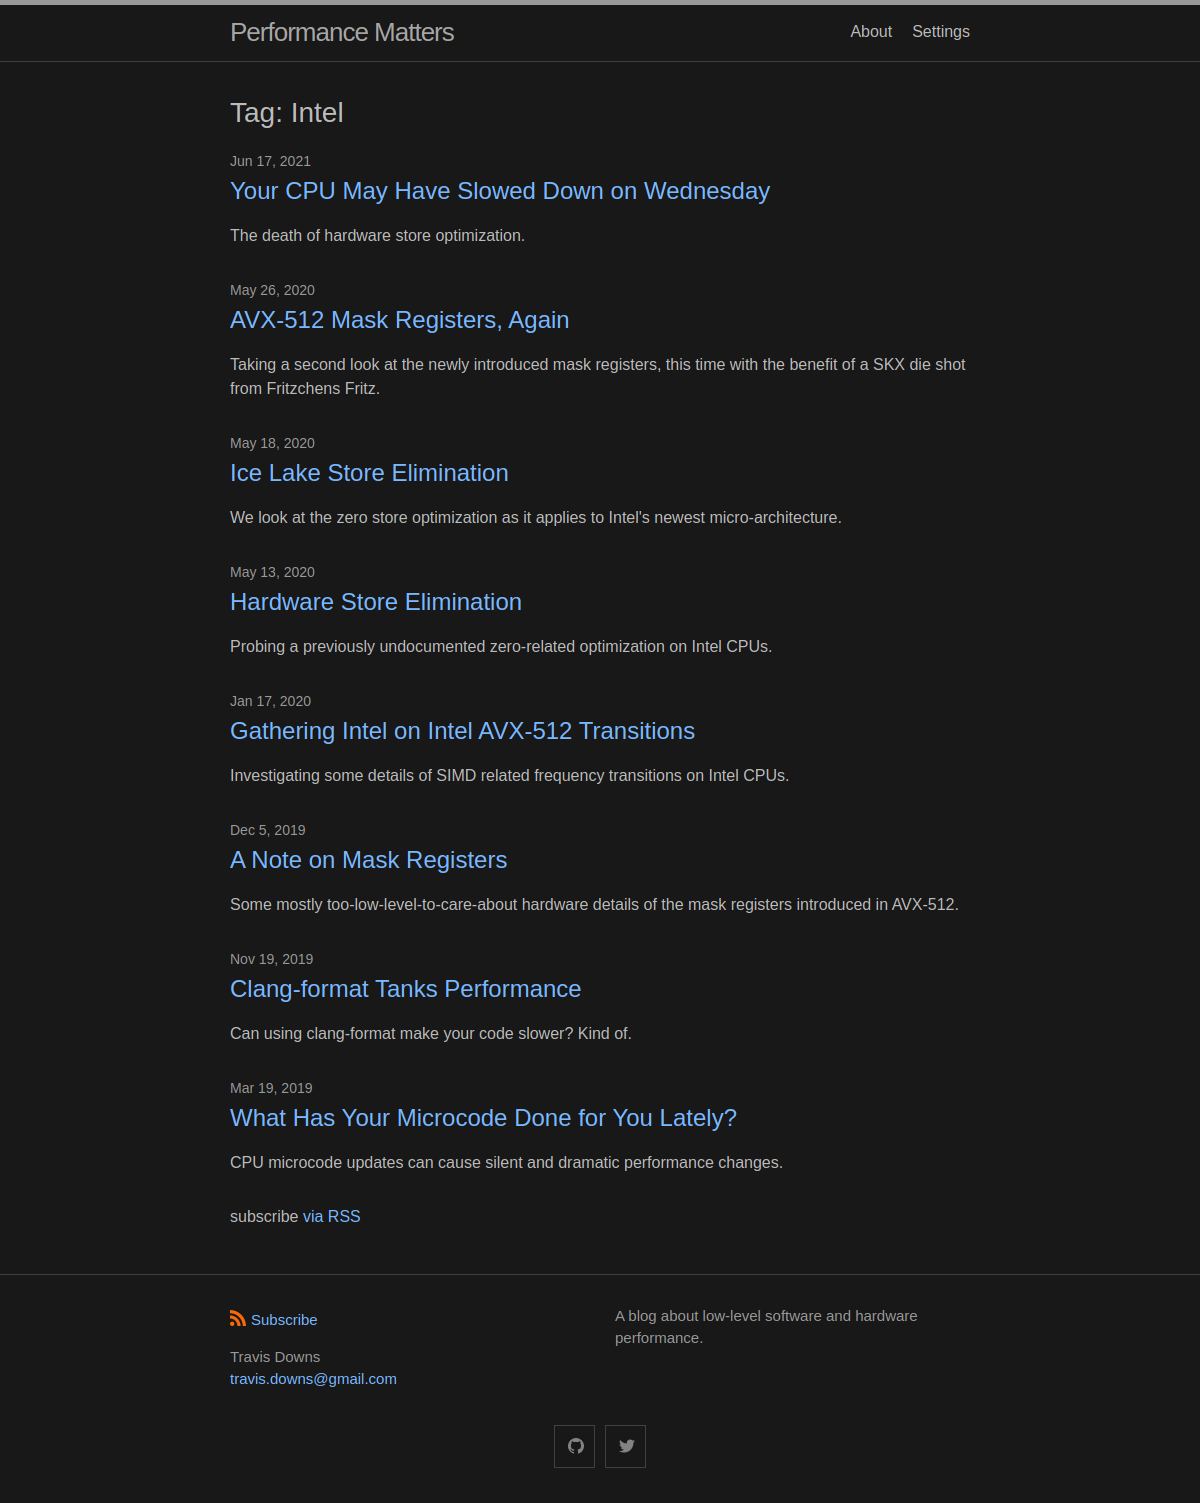 Performance Matters
About Settings
Tag: Intel
Jun 17, 2021
Your CPU May Have Slowed Down on Wednesday
The death of hardware store optimization.
May 26, 2020
AVX-512 Mask Registers, Again
Taking a second look at the newly introduced mask registers, this time with the benefit of a SKX die shot
from Fritzchens Fritz.
May 18, 2020
Ice Lake Store Elimination
We look at the zero store optimization as it applies to Intel's newest micro-architecture.
May 13, 2020
Hardware Store Elimination
Probing a previously undocumented zero-related optimization on Intel CPUs.
Jan 17, 2020
Gathering Intel on Intel AVX-512 Transitions
Investigating some details of SIMD related frequency transitions on Intel CPUs.
Dec 5, 2019
A Note on Mask Registers
Some mostly too-low-level-to-care-about hardware details of the mask registers introduced in AVX-512.
Nov 19, 2019
Clang-format Tanks Performance
Can using clang-format make your code slower? Kind of.
Mar 19, 2019
What Has Your Microcode Done for You Lately?
CPU microcode updates can cause silent and dramatic performance changes.
subscribe via RSS
Subscribe
Travis Downs
travis.downs@gmail.com
A blog about low-level software and hardware
performance.